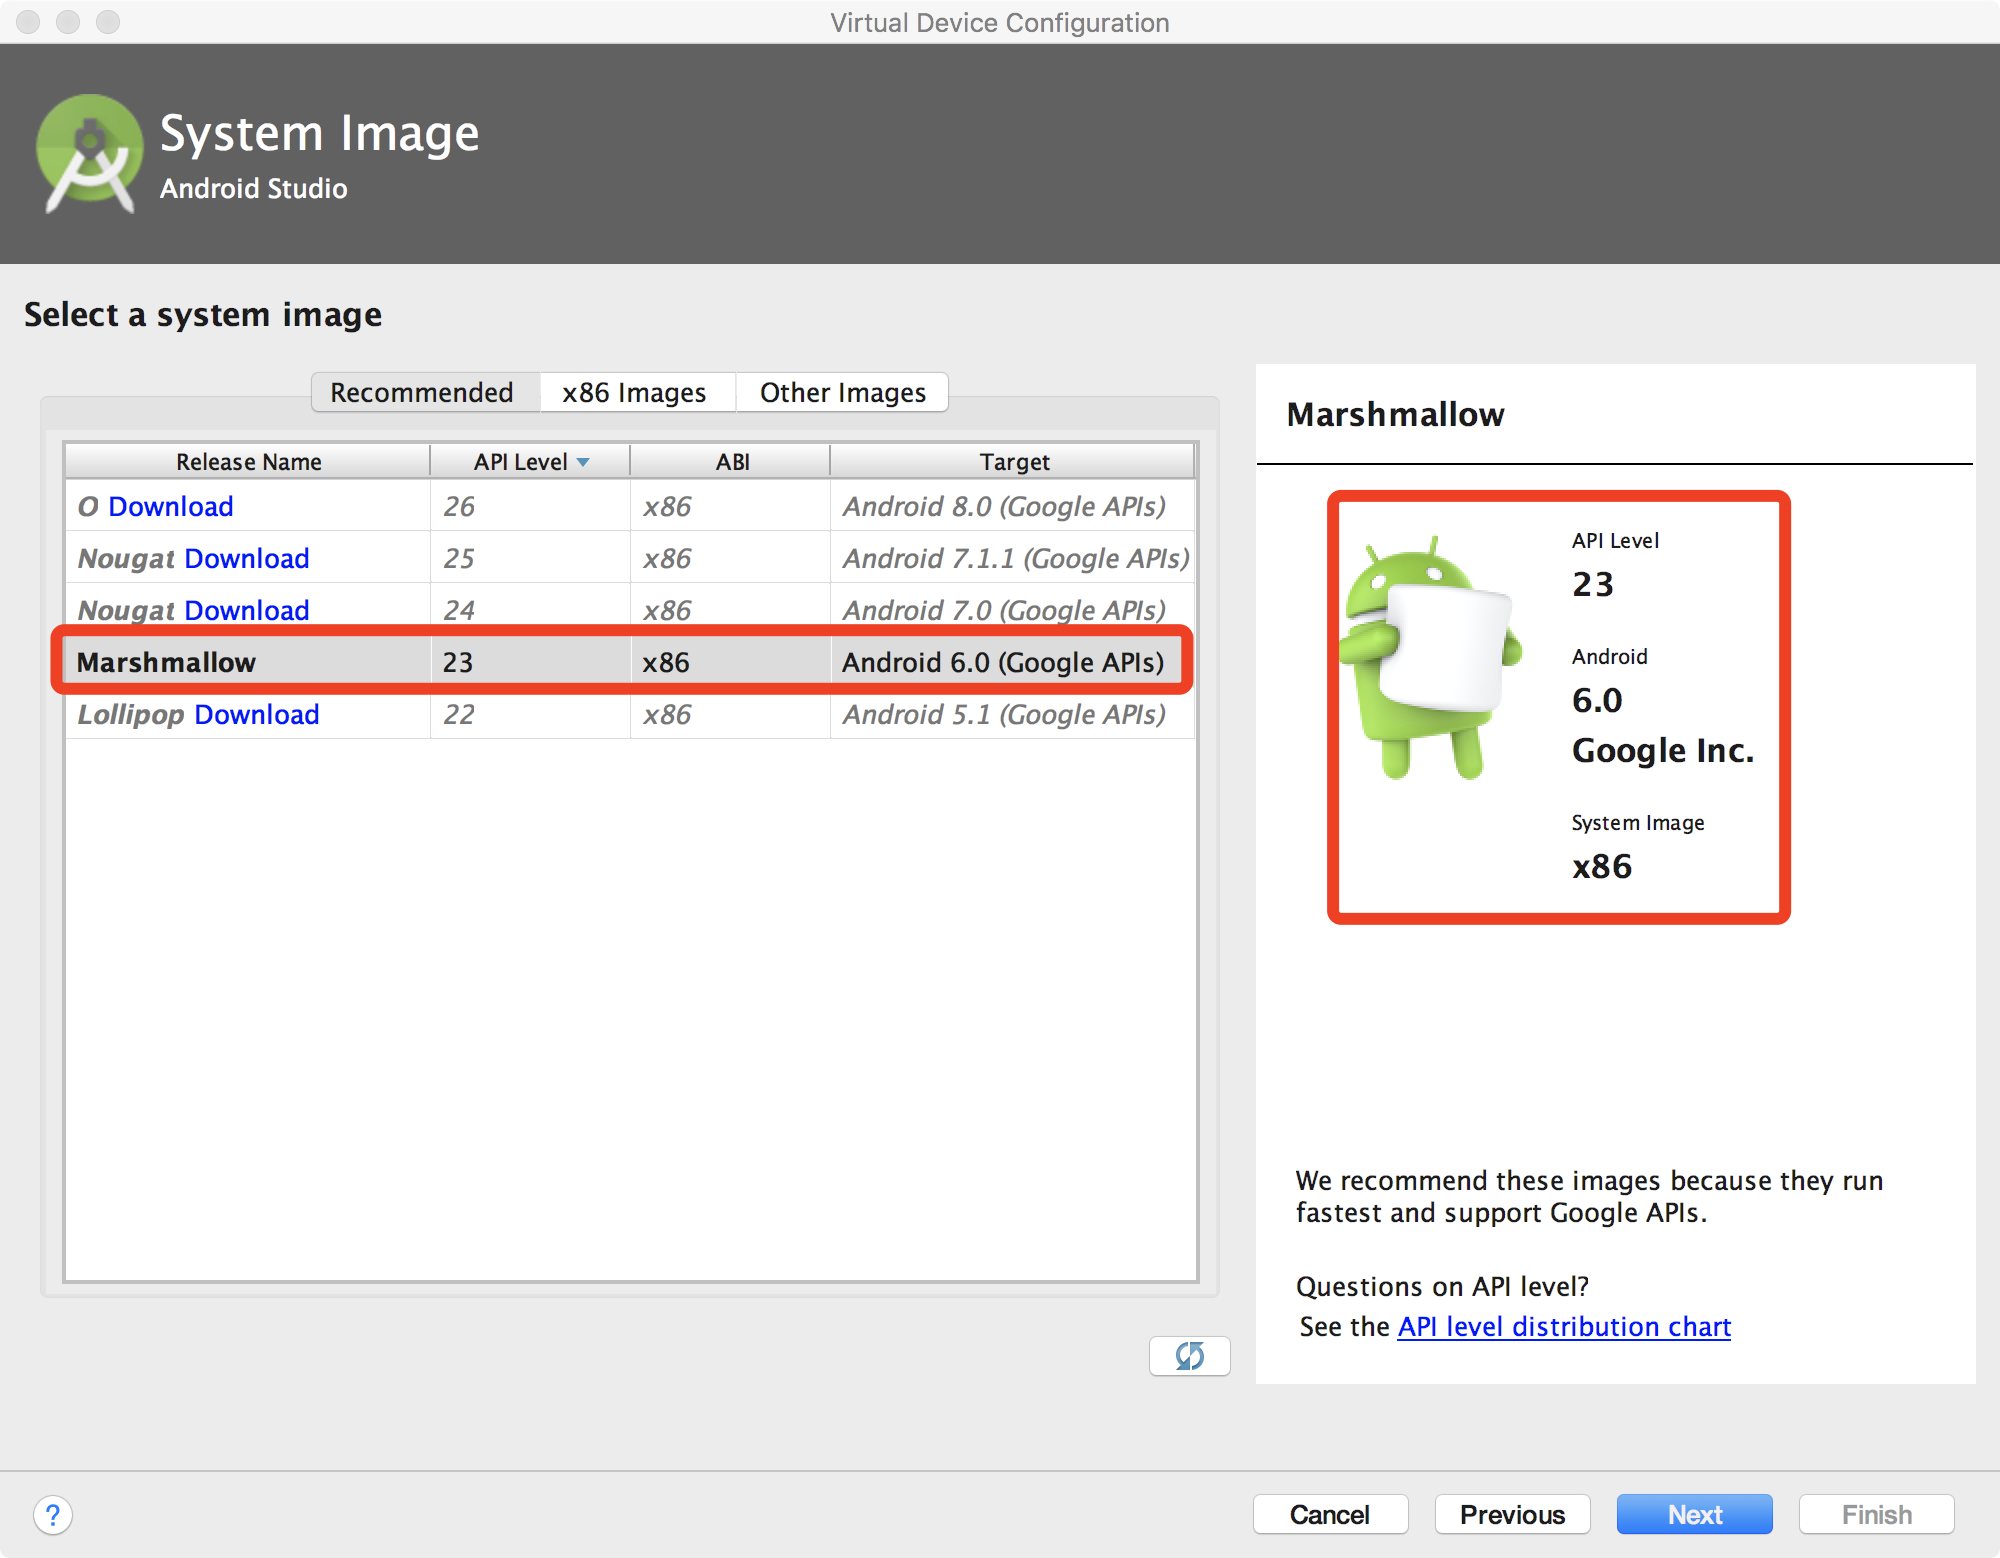 Virtual Device Configuration
System Image
Android Studio
Select a system image
Recommended x86 Images Other Images
Release Name API Level ABI Target
O Download 26 x86 Android 8.0 (Google APIs)
Nougat Download 25 x86 Android 7.1.1 (Google APIs)
Nougat Download 24 x86 Android 7.0 (Google APIs)
Marshmallow 23 x86 Android 6.0 (Google APIs)
Lollipop Download 22 x86 Android 5.1 (Google APIs)
Marshmallow
API Level
23
Android
6.0
Google Inc.
System Image
x86
We recommend these images because they run
fastest and support Google APIs.
Questions on API level?
See the API level distribution chart
? Cancel Previous Next Finish